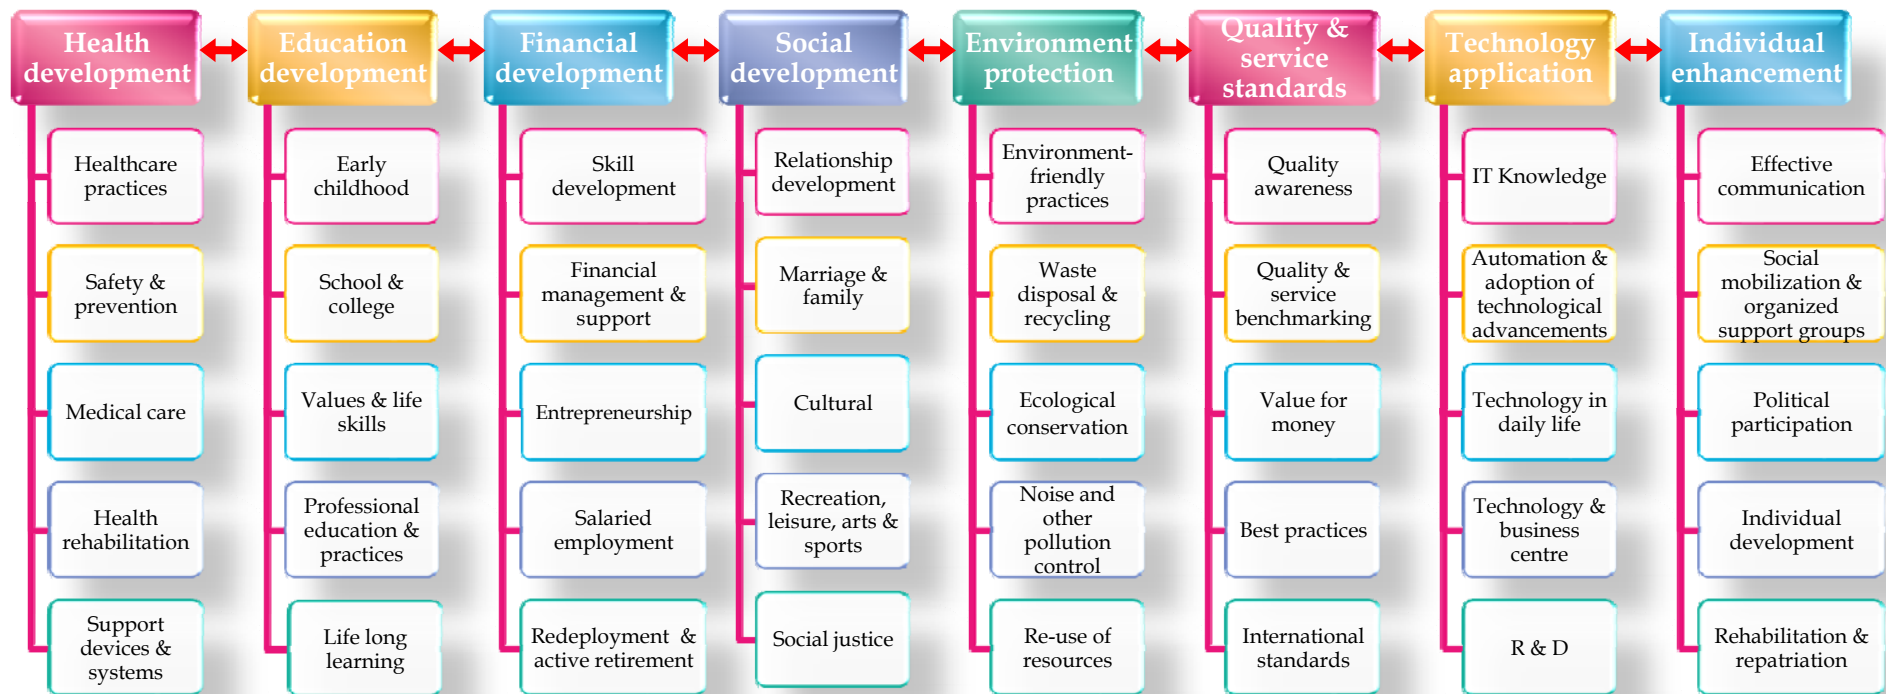 Health
development
Education
development
Financial
development
Social
development
Environment
protection
Quality &
service
standards
Technology
application
Individual
enhancement
Healthcare
practices
Safety &
prevention
Medical care
Health
rehabilitation
Support
devices &
systems
Early
childhood
School &
college
Values & life
skills
Professional
education &
practices
Life long
learning
Skill
development
Financial
management &
support
Entrepreneurship
Salaried
employment
Redeployment &
active retirement
Relationship
development
Marriage &
family
Cultural
Recreation,
leisure, arts &
sports
Social justice
Environment-
friendly
practices
Waste
disposal &
recycling
Ecological
conservation
Noise and
other
pollution
control
Re-use of
resources
Quality
awareness
Quality &
service
benchmarking
Value for
money
Best practices
International
standards
IT Knowledge
Automation &
adoption of
technological
advancements
Technology in
daily life
Technology &
business
centre
R & D
Effective
communication
Social
mobilization &
organized
support groups
Political
participation
Individual
development
Rehabilitation &
repatriation